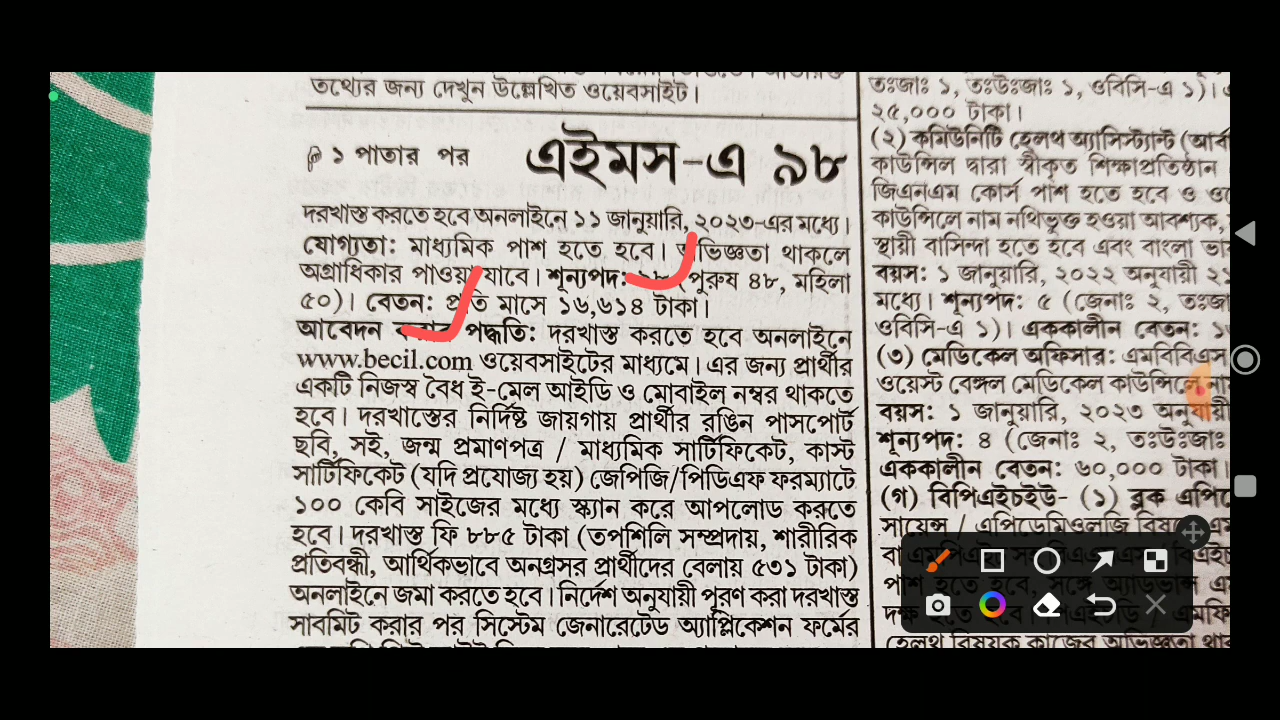 তথ্যের জন্য দেখুন উল্লেখিত ওয়েবসাইট।
১ পাতার পর
এইমস-এ ৯৮
দরখাস্ত করতে হবে অনলাইনে ১১ জানুয়ারি, ২০২৩-এর মধ্যে।
যোগ্যতা: মাধ্যমিক পাশ হতে হবে। অভিজ্ঞতা থাকলে
অগ্রাধিকার পাওয়া যাবে। শূন্যপদ: ৯৮ (পুরুষ ৪৮, মহিলা
৫০)। বেতন: প্রতি মাসে ১৬,৬১৪ টাকা।
আবেদন করার পদ্ধতি: দরখাস্ত করতে হবে অনলাইনে
www.becil.com ওয়েবসাইটের মাধ্যমে। এর জন্য প্রার্থীর
একটি নিজস্ব বৈধ ই-মেল আইডি ও মোবাইল নম্বর থাকতে
হবে। দরখাস্তের নির্দিষ্ট জায়গায় প্রার্থীর রঙিন পাসপোর্ট
ছবি, সই, জন্ম প্রমাণপত্র / মাধ্যমিক সার্টিফিকেট, কাস্ট
সার্টিফিকেট (যদি প্রযোজ্য হয়) জেপিজি/পিডিএফ ফরম্যাটে
১০০ কেবি সাইজের মধ্যে স্ক্যান করে আপলোড করতে
হবে। দরখাস্ত ফি ৮৮৫ টাকা (তপশিলি সম্প্রদায়, শারীরিক
প্রতিবন্ধী, আর্থিকভাবে অনগ্রসর প্রার্থীদের বেলায় ৫৩১ টাকা)
অনলাইনে জমা করতে হবে। নির্দেশ অনুযায়ী পূরণ করা দরখাস্ত
সাবমিট করার পর সিস্টেম জেনারেটেড অ্যাপ্লিকেশন ফর্মের
তঃজাঃ ১, তঃউঃজাঃ ১, ওবিসি-এ ১)।
২৫,০০০ টাকা।
(২) কমিউনিটি হেলথ অ্যাসিস্ট্যান্ট
কাউন্সিল দ্বারা স্বীকৃত শিক্ষাপ্রতিষ্ঠান
জিএনএম কোর্স পাশ হতে হবে ও
কাউন্সিলে নাম নথিভুক্ত হওয়া আবশ্যক,
স্থায়ী বাসিন্দা হতে হবে এবং বাংলা
বয়স: ১ জানুয়ারি, ২০২২ অনুযায়ী
মধ্যে। শূন্যপদ: ৫ (জেনাঃ ২,
ওবিসি-এ ১)। এককালীন বেতন:
(৩) মেডিকেল অফিসার: এমবিবিএস
ওয়েস্ট বেঙ্গল মেডিকেল কাউন্সিলে
বয়স: ১ জানুয়ারি, ২০২৩ অনুযায়ী
শূন্যপদ: ৪ (জেনাঃ ২, তঃউঃজাঃ
এককালীন বেতন: ৬০,০০০ টাকা।
(গ) বিপিএইচইউ- (১) ব্লক
সায়েন্স / এপিডেমিওলজি